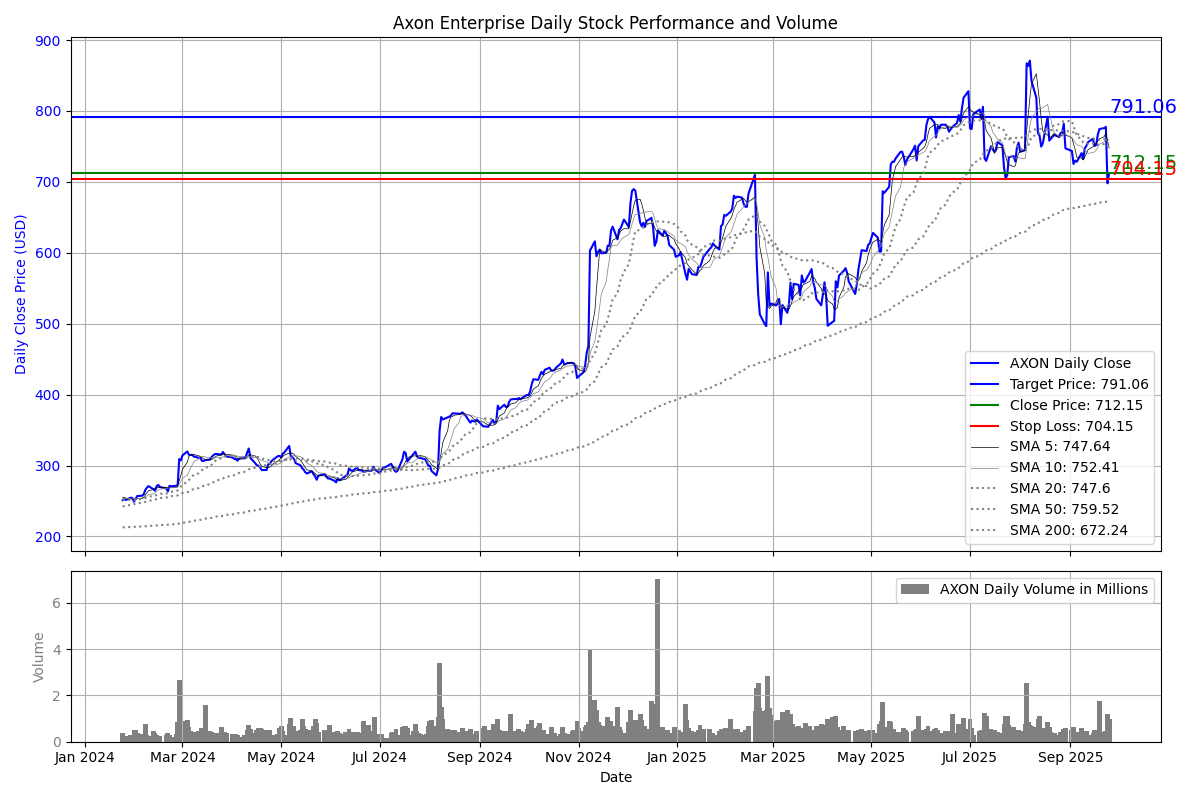 Axon Enterprise Daily Stock Performance and Volume
900
800
700
600
500
400
300
200
Daily Close Price (USD)
791.06
712.15
704.15
AXON Daily Close
Target Price: 791.06
Close Price: 712.15
Stop Loss: 704.15
SMA 5: 747.64
SMA 10: 752.41
SMA 20: 747.6
SMA 50: 759.52
SMA 200: 672.24
AXON Daily Volume in Millions
6
4
2
0
Volume
Jan 2024 Mar 2024 May 2024 Jul 2024 Sep 2024 Nov 2024 Jan 2025 Mar 2025 May 2025 Jul 2025 Sep 2025
Date